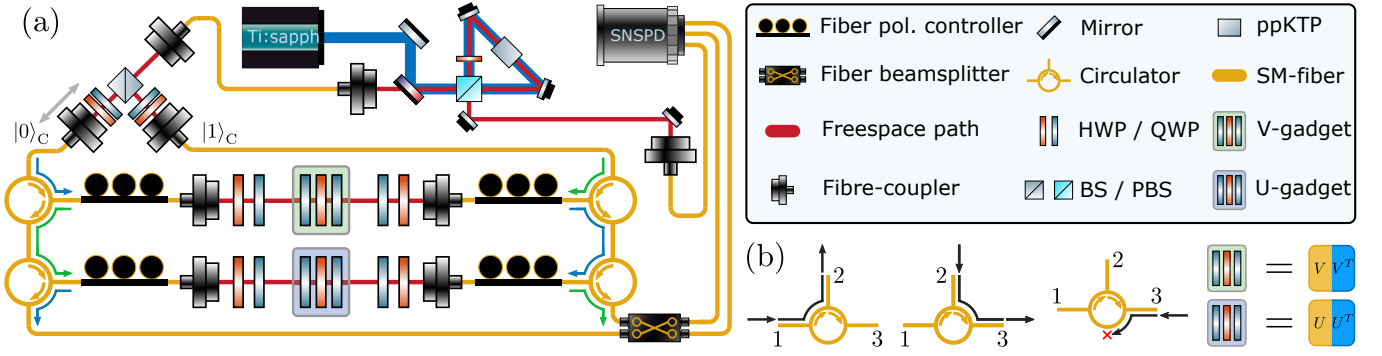 (a)
Ti:sapph
SNSPD
|0⟩C
|1⟩C
Fiber pol. controller
Mirror
ppKTP
Fiber beamsplitter
Circulator
SM-fiber
Freespace path
HWP / QWP
V-gadget
Fibre-coupler
BS / PBS
U-gadget
(b)
1 2 3
1 2 3
1 2 3
= V V^T
= U U^T